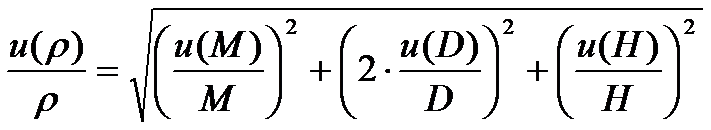 u(ρ)/ρ = √((u(M)/M)² + (2·u(D)/D)² + (u(H)/H)²)